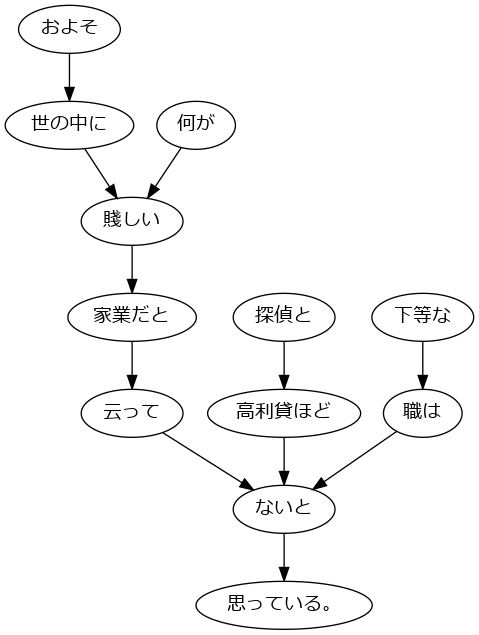 およそ
世の中に
何が
賤しい
家業だと
探偵と
下等な
云って
高利貸ほど
職は
ないと
思っている。